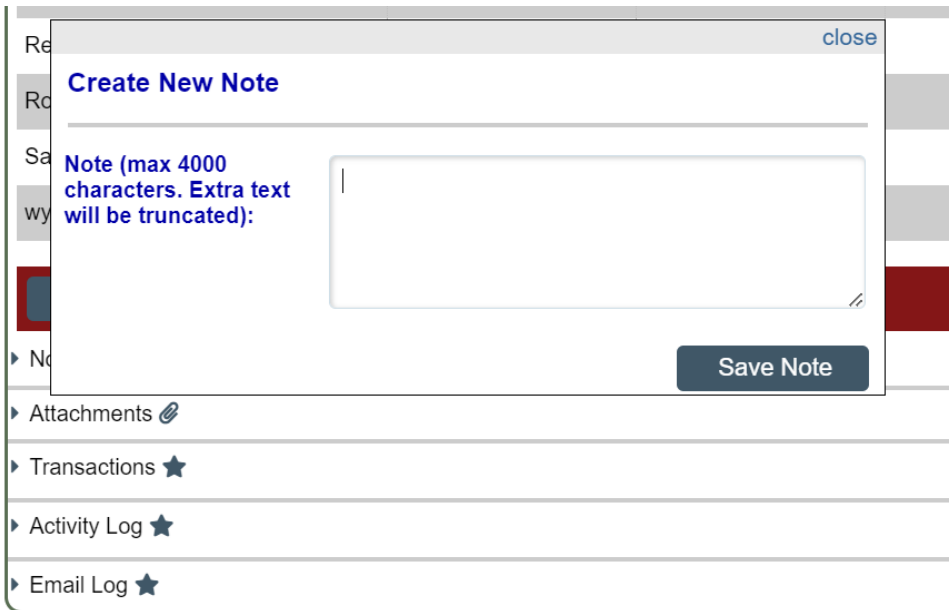 close
Create New Note
Note (max 4000
characters. Extra text
will be truncated):
Save Note
Attachments
Transactions
Activity Log
Email Log